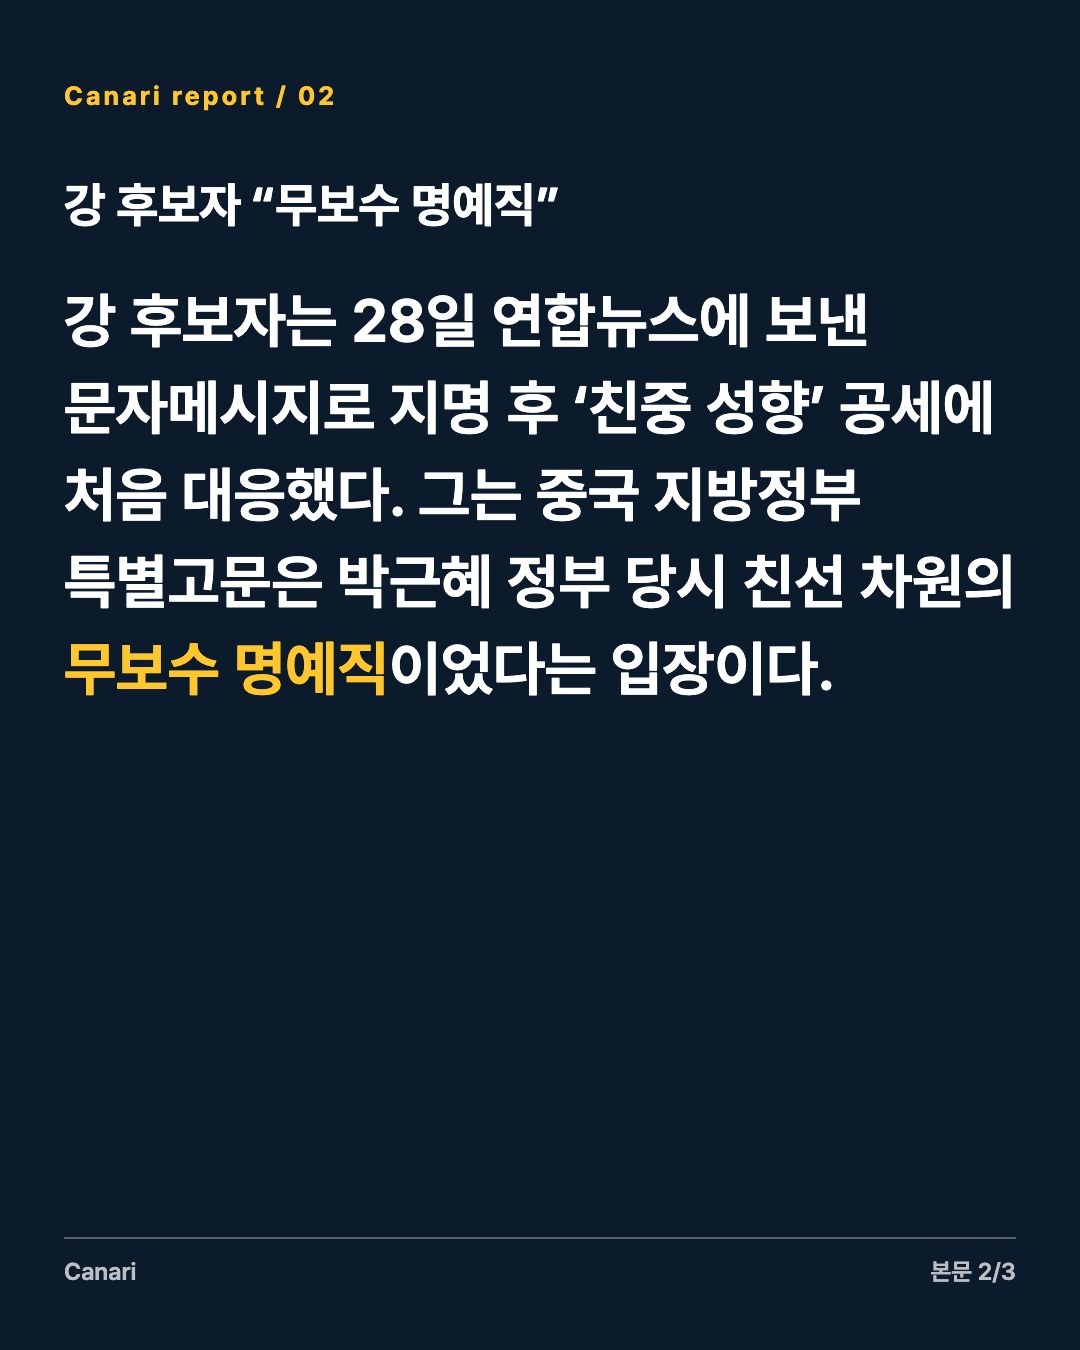 Canari report / 02
강 후보자 “무보수 명예직”
강 후보자는 28일 연합뉴스에 보낸
문자메시지로 지명 후 ‘친중 성향’ 공세에
처음 대응했다. 그는 중국 지방정부
특별고문은 박근혜 정부 당시 친선 차원의
무보수 명예직이었다는 입장이다.
Canari
본문 2/3